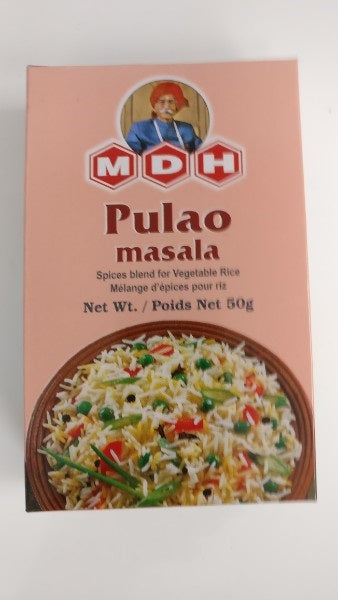 MDH
Pulao
masala
Spices blend for Vegetable Rice
Mélange d'épices pour riz
Net Wt. / Poids Net 50g